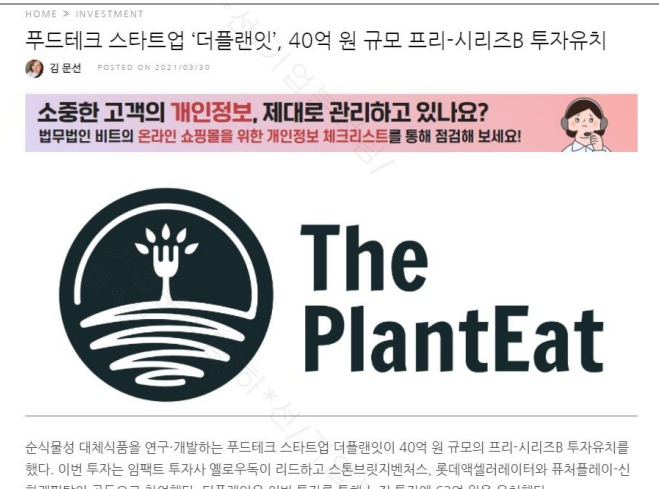 HOME ≫ INVESTMENT
푸드테크 스타트업 ‘더플랜잇’, 40억 원 규모 프리-시리즈B 투자유치
김 문선 POSTED ON 2021/03/30
소중한 고객의 개인정보, 제대로 관리하고 있나요?
법무법인 비트의 온라인 쇼핑몰을 위한 개인정보 체크리스트를 통해 점검해 보세요!
The
PlantEat
순식물성 대체식품을 연구·개발하는 푸드테크 스타트업 더플랜잇이 40억 원 규모의 프리-시리즈B 투자유치를
했다. 이번 투자는 임팩트 투자사 옐로우독이 리드하고 스톤브릿지벤처스, 롯데액셀러레이터와 퓨처플레이-신